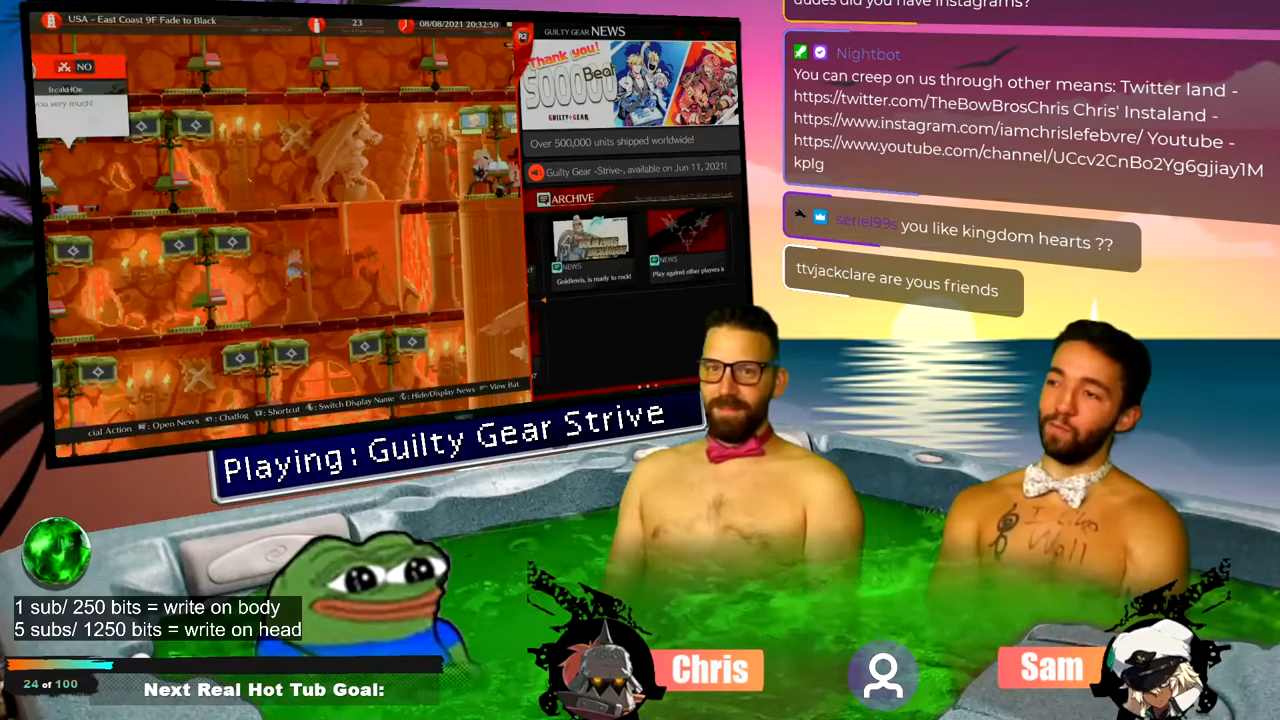 USA - East Coast 9F Fade to Black
23
08/08/2021 20:32:50
NO
you very much!
R2
GUILTY GEAR NEWS
Thank you!
500000
GUILTY GEAR
Over 500,000 units shipped worldwide!
Guilty Gear -Strive-, available on Jun 11, 2021!
ARCHIVE
NEWS
Goldlewis, is ready to rock!
NEWS
Play against other players
cial Action
: Open News
: Chatlog
: Shortcut
: Switch Display Name
: Hide/Display News
: View Bat
Playing: Guilty Gear Strive
dudes did you have instagrams?
Nightbot
You can creep on us through other means: Twitter land -
https://twitter.com/TheBowBrosChris Chris' Instaland -
https://www.instagram.com/iamchrislefebvre/ Youtube -
https://www.youtube.com/channel/UCcv2CnBo2Yg6gjiay1M
kpIg
seriel99s you like kingdom hearts ??
ttvjackclare are yous friends
I Like
Woll
1 sub/ 250 bits = write on body
5 subs/ 1250 bits = write on head
24 of 100
Next Real Hot Tub Goal:
Chris
Sam